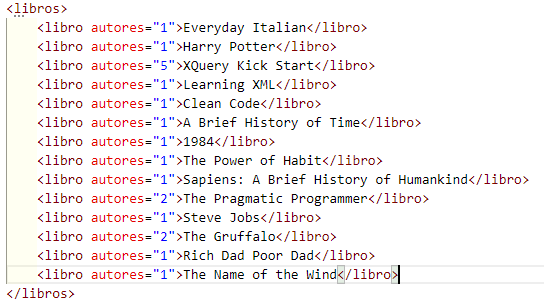 <libros>
<libro autores="1">Everyday Italian</libro>
<libro autores="1">Harry Potter</libro>
<libro autores="5">XQuery Kick Start</libro>
<libro autores="1">Learning XML</libro>
<libro autores="1">Clean Code</libro>
<libro autores="1">A Brief History of Time</libro>
<libro autores="1">1984</libro>
<libro autores="1">The Power of Habit</libro>
<libro autores="1">Sapiens: A Brief History of Humankind</libro>
<libro autores="2">The Pragmatic Programmer</libro>
<libro autores="1">Steve Jobs</libro>
<libro autores="2">The Gruffalo</libro>
<libro autores="1">Rich Dad Poor Dad</libro>
<libro autores="1">The Name of the Wind</libro>
</libros>